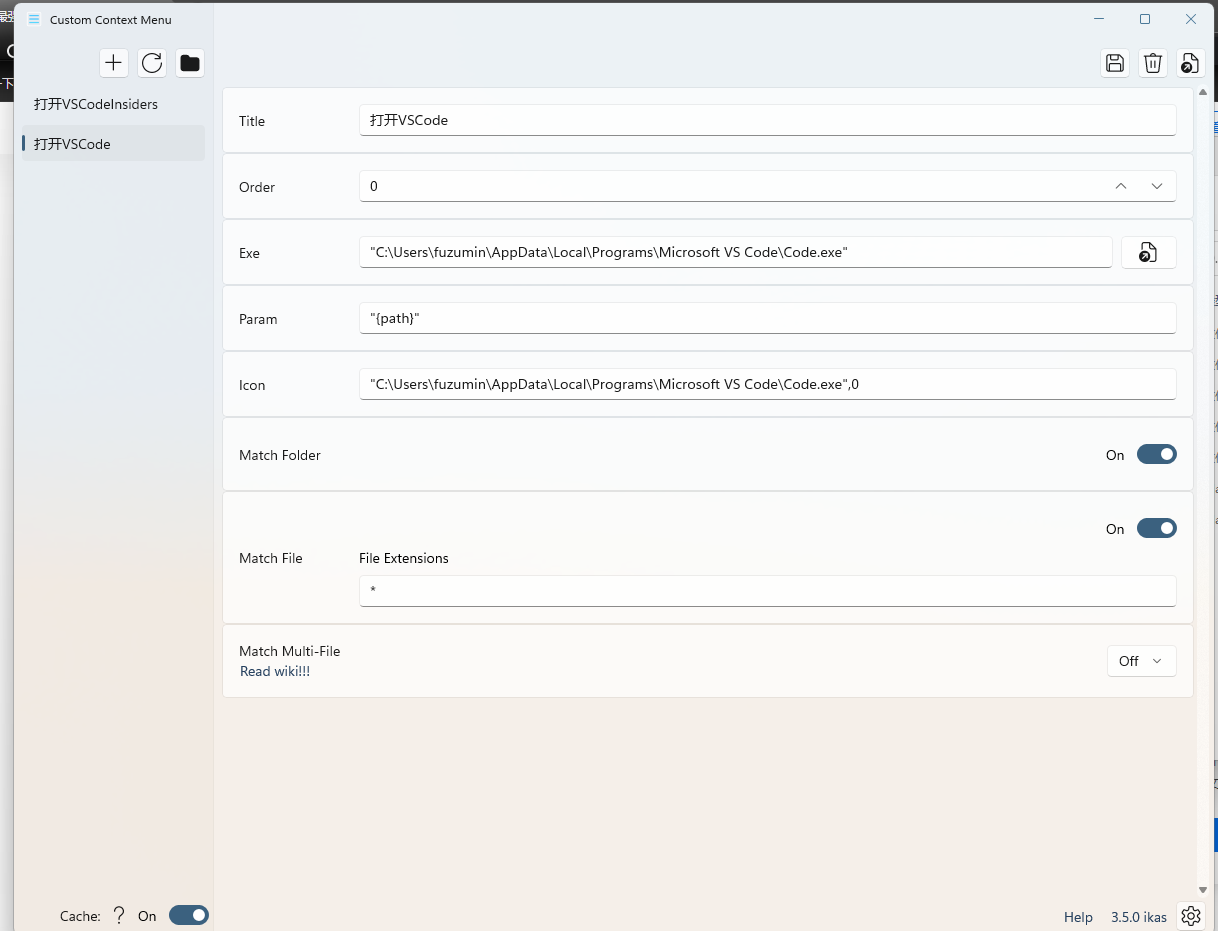 Custom Context Menu
打开VSCodeInsiders
打开VSCode
Title
打开VSCode
Order
0
Exe
"C:\Users\fuzumin\AppData\Local\Programs\Microsoft VS Code\Code.exe"
Param
"{path}"
Icon
"C:\Users\fuzumin\AppData\Local\Programs\Microsoft VS Code\Code.exe",0
Match Folder
On
On
Match File
File Extensions
*
Match Multi-File
Read wiki!!!
Off
Cache: ? On
Help
3.5.0 ikas